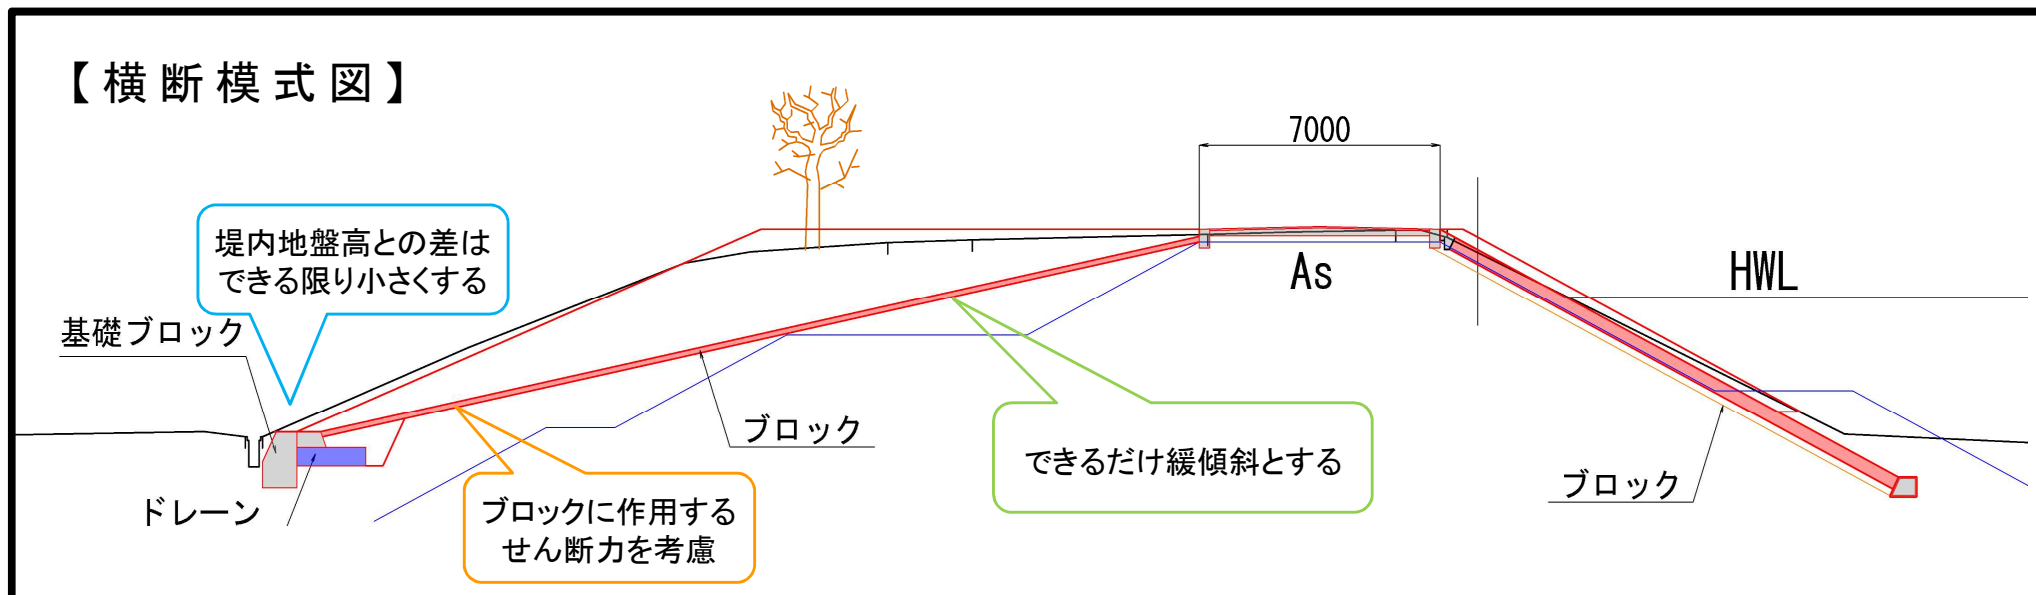 【横断模式図】
7000
堤内地盤高との差は
できる限り小さくする
As
HWL
基礎ブロック
ブロック
できるだけ緩傾斜とする
ブロック
ドレーン
ブロックに作用する
せん断力を考慮